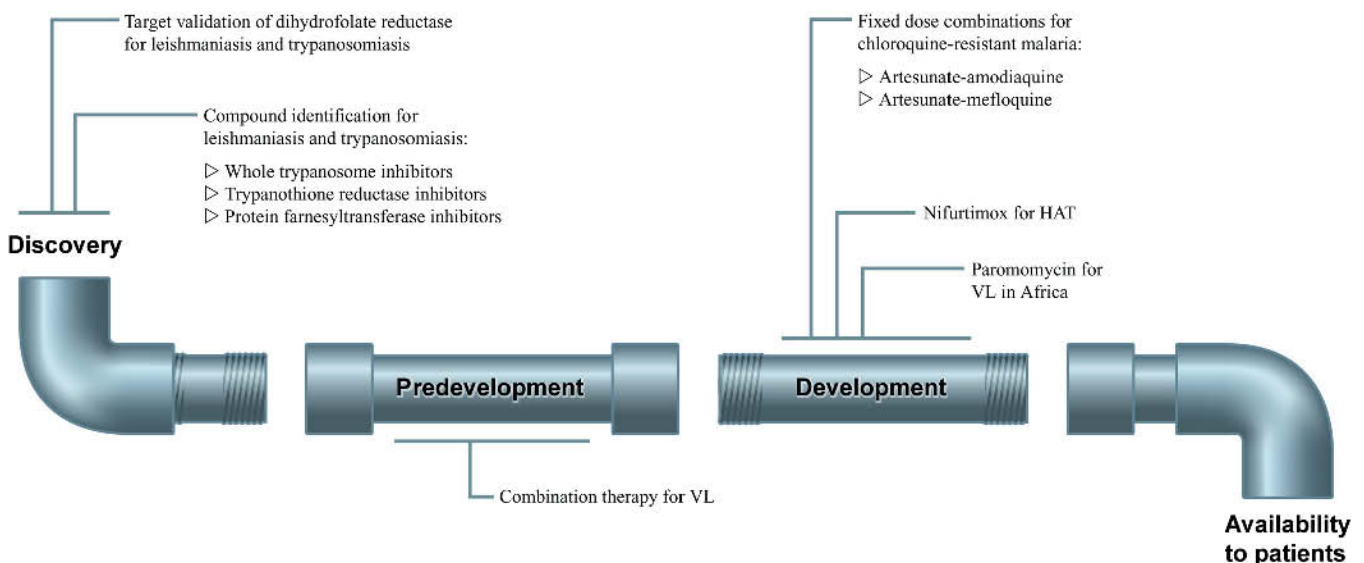 Target validation of dihydrofolate reductase
for leishmaniasis and trypanosomiasis
Compound identification for
leishmaniasis and trypanosomiasis:
▷ Whole trypanosome inhibitors
▷ Trypanothione reductase inhibitors
▷ Protein farnesyltransferase inhibitors
Discovery
Predevelopment
Combination therapy for VL
Fixed dose combinations for
chloroquine-resistant malaria:
▷ Artesunate-amodiaquine
▷ Artesunate-mefloquine
Nifurtimox for HAT
Paromomycin for
VL in Africa
Development
Availability
to patients